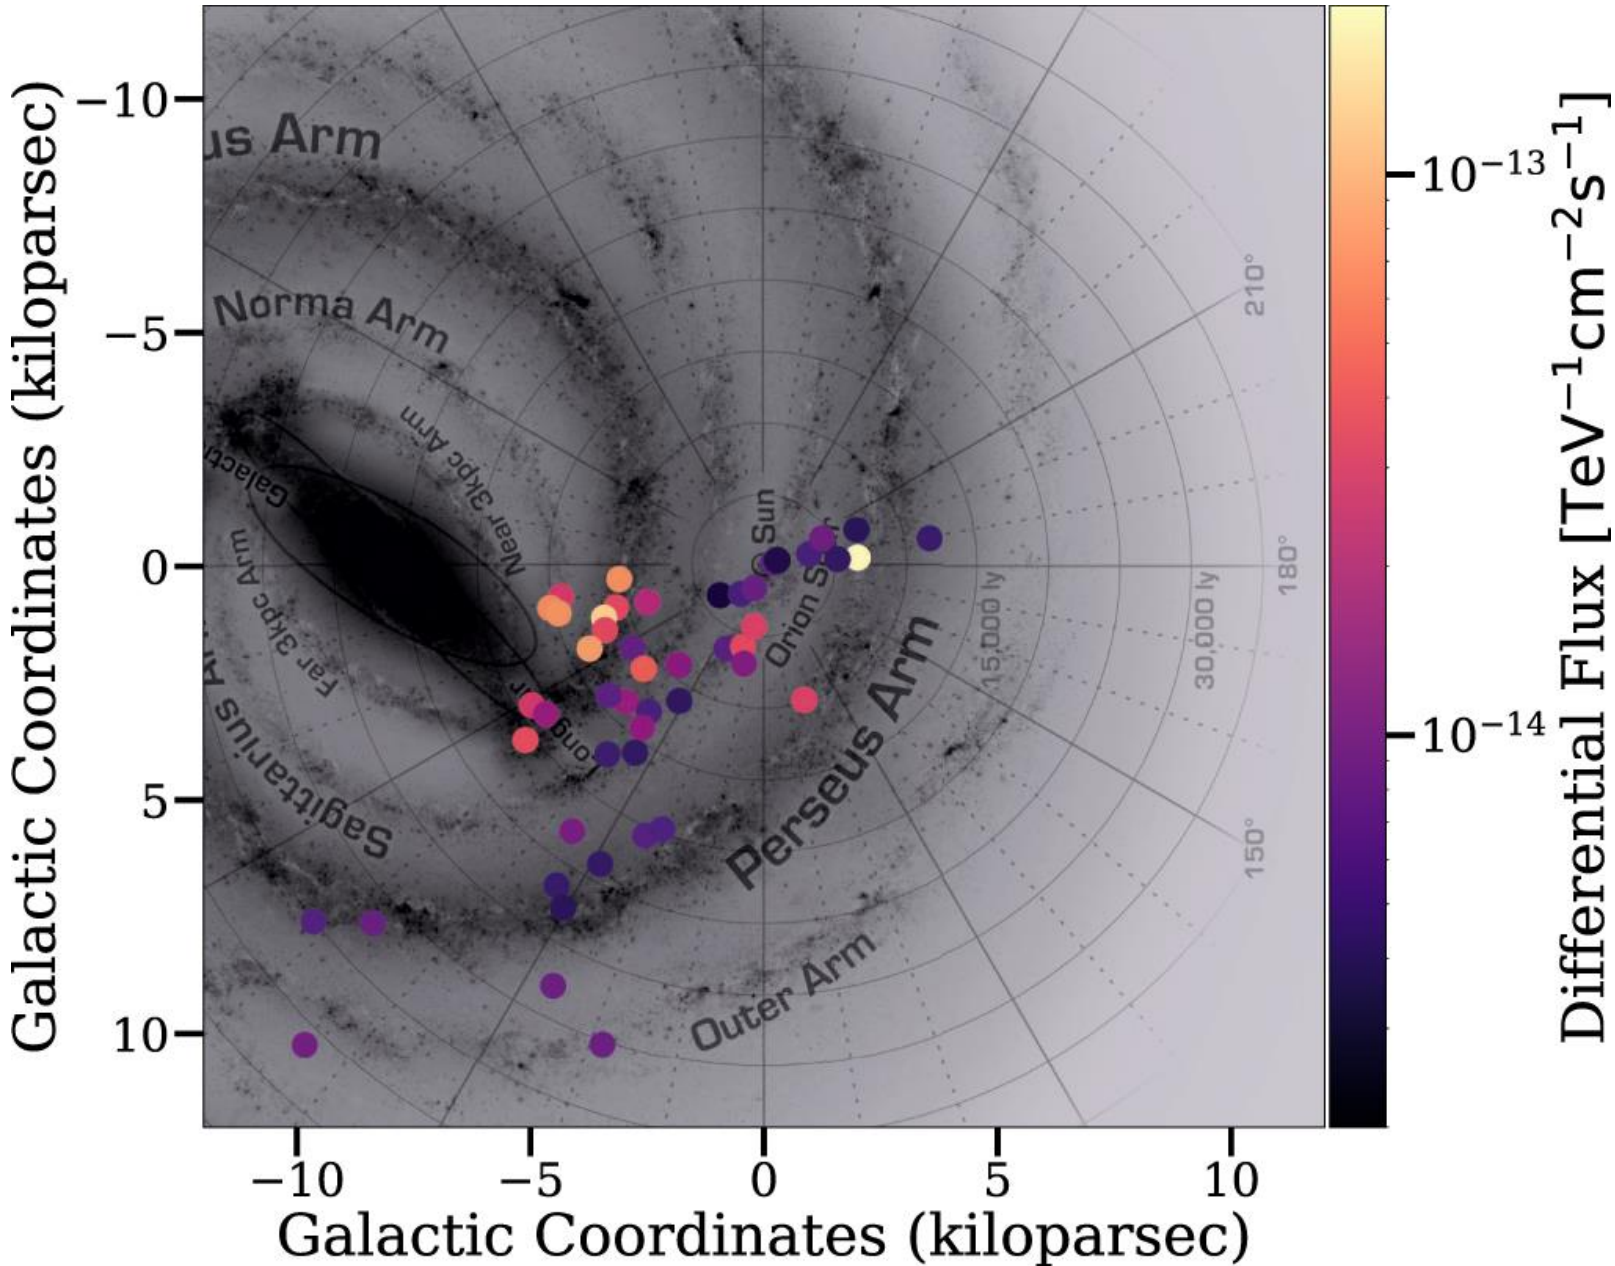 Galactic Coordinates (kiloparsec)
−10
−5
0
5
10
us Arm
Norma Arm
Near 3kpc Arm
Galacti
Far 3kpc Arm
Sagittarius A
Sun
Orion S
Perseus Arm
Outer Arm
15,000 ly
30,000 ly
210°
180°
150°
−10
−5
0
5
10
Galactic Coordinates (kiloparsec)
10⁻¹³
10⁻¹⁴
Differential Flux [TeV⁻¹cm⁻²s⁻¹]